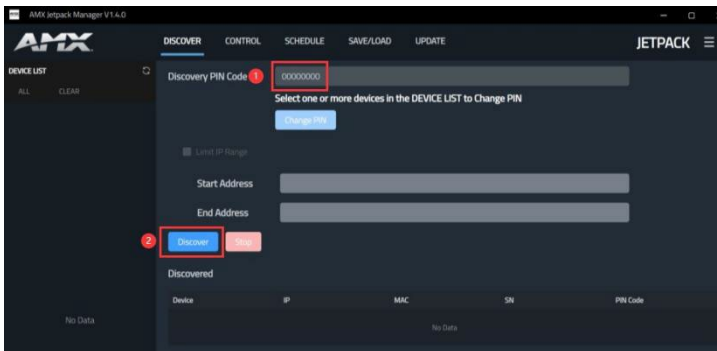 AMX Jetpack Manager V1.4.0
AMX
DISCOVER CONTROL SCHEDULE SAVE/LOAD UPDATE
JETPACK
DEVICE LIST
ALL CLEAR
Discovery PIN Code 1 00000000
Select one or more devices in the DEVICE LIST to Change PIN
Change PIN
Limit IP Range
Start Address
End Address
2 Discover Stop
Discovered
Device IP MAC SN PIN Code
No Data
No Data